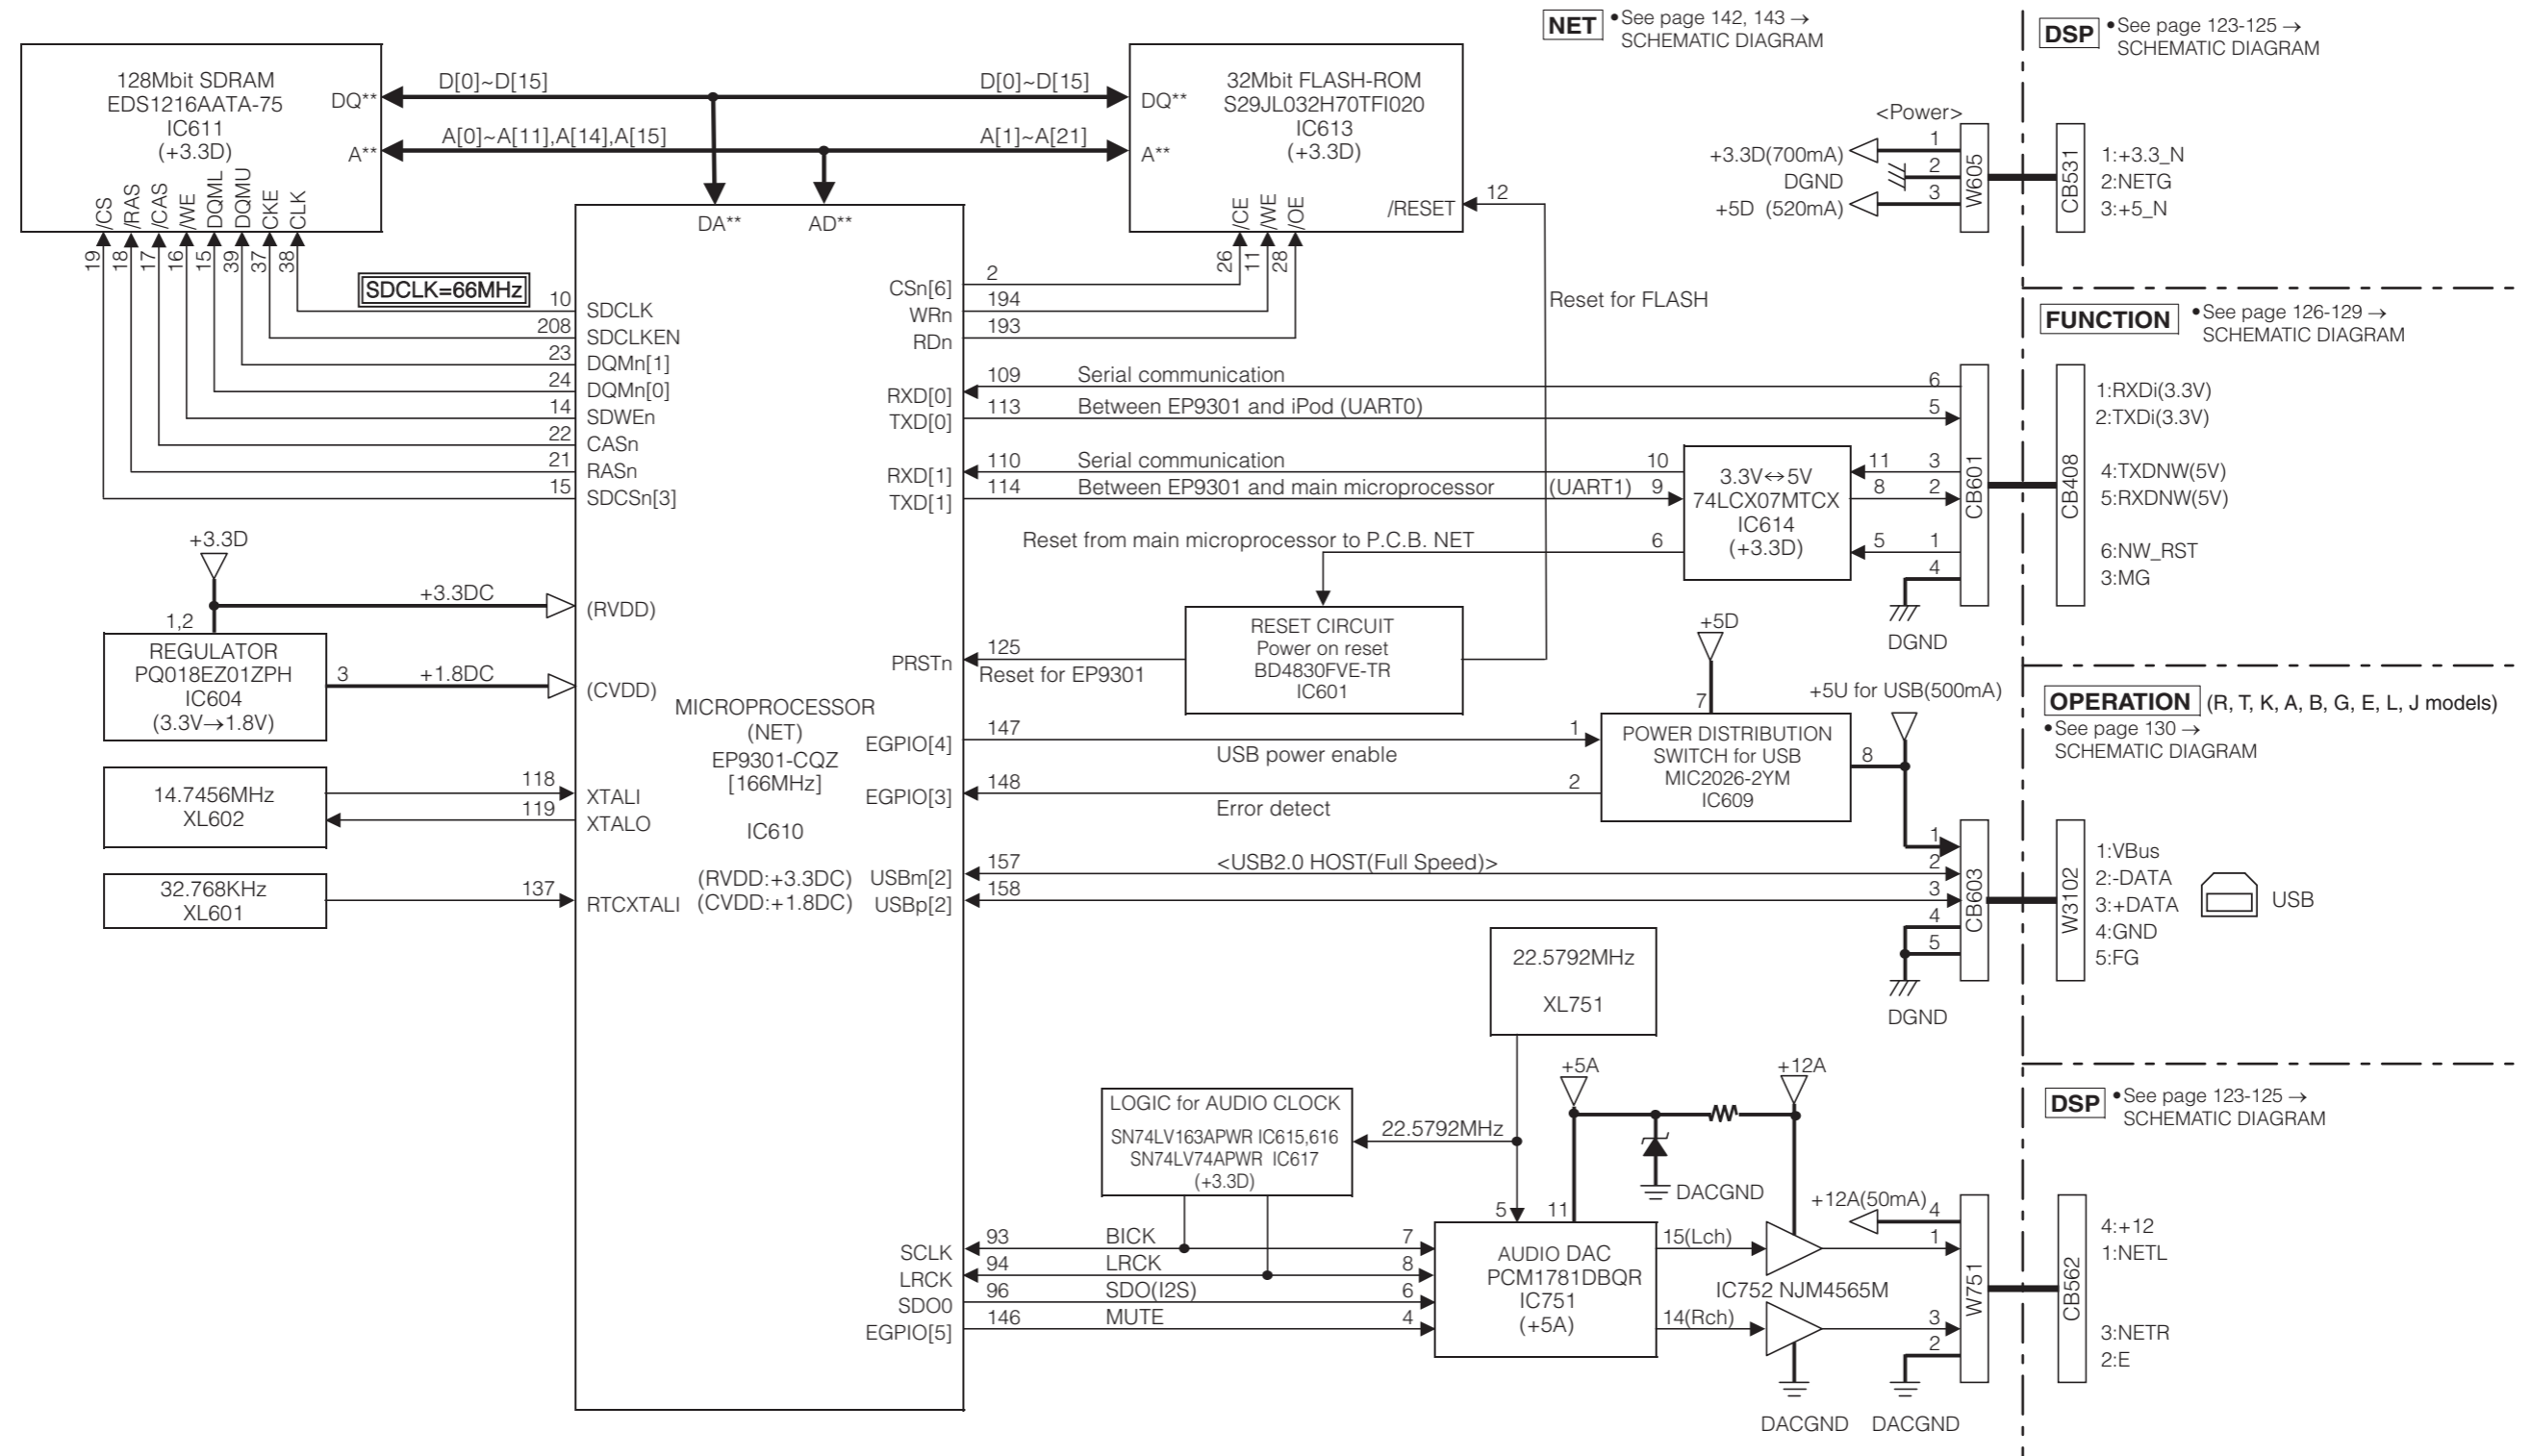 NET
•See page 142, 143 →
SCHEMATIC DIAGRAM
DSP
•See page 123-125 →
SCHEMATIC DIAGRAM
128Mbit SDRAM
EDS1216AATA-75
IC611
(+3.3D)
DQ**
A**
/CS
/RAS
/CAS
/WE
DQML
DQMU
CKE
CLK
19
18
17
16
15
39
37
38
D[0]~D[15]
D[0]~D[15]
A[0]~A[11],A[14],A[15]
A[1]~A[21]
32Mbit FLASH-ROM
S29JL032H70TFI020
IC613
(+3.3D)
DQ**
A**
/CE
/WE
/OE
/RESET
12
26
11
28
<Power>
+3.3D(700mA)
DGND
+5D (520mA)
1
2
3
W605
CB531
1:+3.3_N
2:NETG
3:+5_N
DA**
AD**
SDCLK=66MHz
10
SDCLK
208
SDCLKEN
23
DQMn[1]
24
DQMn[0]
14
SDWEn
22
CASn
21
RASn
15
SDCSn[3]
CSn[6]
2
WRn
194
RDn
193
Reset for FLASH
FUNCTION
•See page 126-129 →
SCHEMATIC DIAGRAM
RXD[0]
109
Serial communication
6
TXD[0]
113
Between EP9301 and iPod (UART0)
5
RXD[1]
110
Serial communication
10
TXD[1]
114
Between EP9301 and main microprocessor
(UART1)
9
3.3V↔5V
74LCX07MTCX
IC614
(+3.3D)
11
3
8
2
5
1
4
6
Reset from main microprocessor to P.C.B. NET
DGND
CB601
CB408
1:RXDi(3.3V)
2:TXDi(3.3V)
4:TXDNW(5V)
5:RXDNW(5V)
6:NW_RST
3:MG
+3.3D
+3.3DC
(RVDD)
1,2
REGULATOR
PQ018EZ01ZPH
IC604
(3.3V→1.8V)
3
+1.8DC
(CVDD)
PRSTn
125
Reset for EP9301
RESET CIRCUIT
Power on reset
BD4830FVE-TR
IC601
+5D
7
+5U for USB(500mA)
OPERATION
(R, T, K, A, B, G, E, L, J models)
•See page 130 →
SCHEMATIC DIAGRAM
MICROPROCESSOR
(NET)
EP9301-CQZ
[166MHz]
IC610
(RVDD:+3.3DC)
(CVDD:+1.8DC)
14.7456MHz
XL602
118
XTALI
119
XTALO
32.768KHz
XL601
137
RTCXTALI
EGPIO[4]
147
USB power enable
1
EGPIO[3]
148
Error detect
2
POWER DISTRIBUTION
SWITCH for USB
MIC2026-2YM
IC609
8
USBm[2]
157
<USB2.0 HOST(Full Speed)>
USBp[2]
158
1
2
3
4
5
DGND
CB603
W3102
1:VBus
2:-DATA
3:+DATA
4:GND
5:FG
USB
22.5792MHz
XL751
LOGIC for AUDIO CLOCK
SN74LV163APWR IC615,616
SN74LV74APWR IC617
(+3.3D)
22.5792MHz
+5A
+12A
DACGND
DSP
•See page 123-125 →
SCHEMATIC DIAGRAM
5
11
SCLK
93
BICK
7
LRCK
94
LRCK
8
SDO0
96
SDO(I2S)
6
EGPIO[5]
146
MUTE
4
AUDIO DAC
PCM1781DBQR
IC751
(+5A)
15(Lch)
14(Rch)
IC752 NJM4565M
+12A(50mA)
4
1
3
2
W751
CB562
4:+12
1:NETL
3:NETR
2:E
DACGND
DACGND